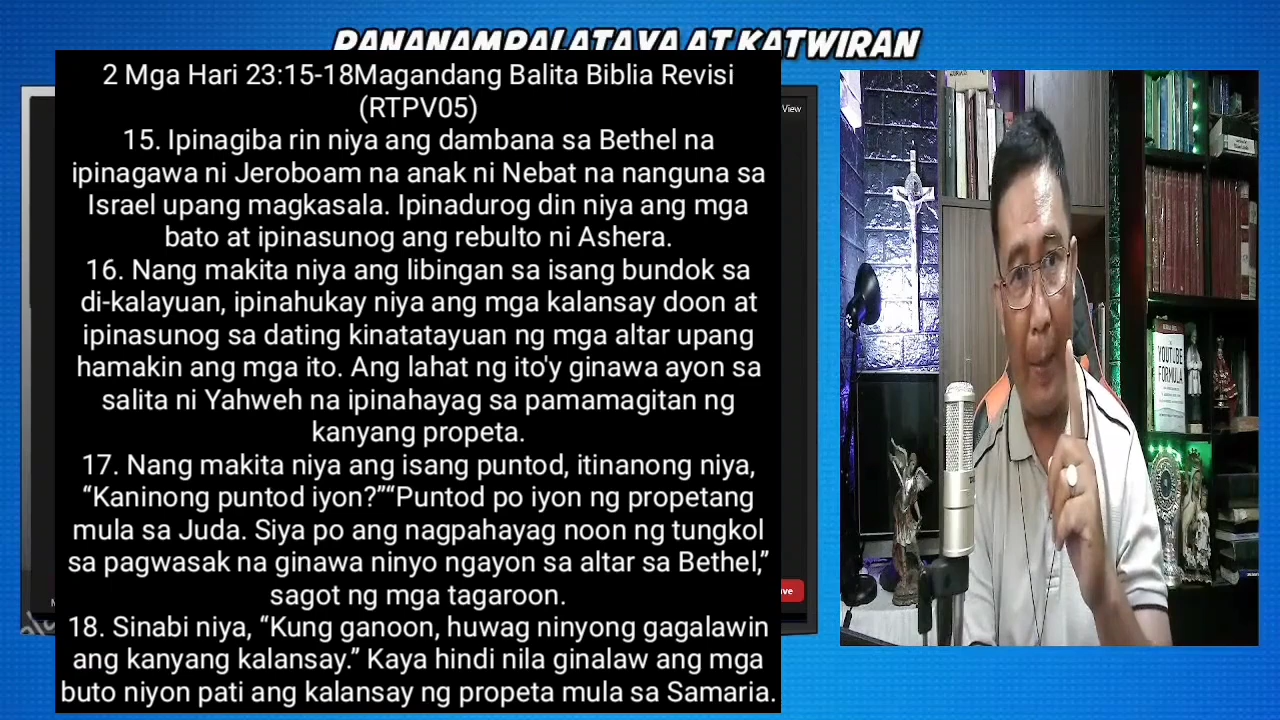 PANANAMPALATAYA AT KATWIRAN
2 Mga Hari 23:15-18Magandang Balita Biblia Revisi
(RTPV05)
15. Ipinagiba rin niya ang dambana sa Bethel na
ipinagawa ni Jeroboam na anak ni Nebat na nanguna sa
Israel upang magkasala. Ipinadurog din niya ang mga
bato at ipinasunog ang rebulto ni Ashera.
16. Nang makita niya ang libingan sa isang bundok sa
di-kalayuan, ipinahukay niya ang mga kalansay doon at
ipinasunog sa dating kinatatayuan ng mga altar upang
hamakin ang mga ito. Ang lahat ng ito'y ginawa ayon sa
salita ni Yahweh na ipinahayag sa pamamagitan ng
kanyang propeta.
17. Nang makita niya ang isang puntod, itinanong niya,
“Kaninong puntod iyon?”“Puntod po iyon ng propetang
mula sa Juda. Siya po ang nagpahayag noon ng tungkol
sa pagwasak na ginawa ninyo ngayon sa altar sa Bethel,”
sagot ng mga tagaroon.
18. Sinabi niya, “Kung ganoon, huwag ninyong gagalawin
ang kanyang kalansay.” Kaya hindi nila ginalaw ang mga
buto niyon pati ang kalansay ng propeta mula sa Samaria.
View
YOUTUBE
FORMULA